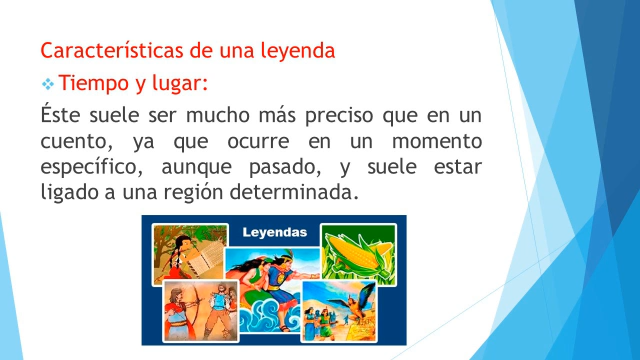 Características de una leyenda
Tiempo y lugar:
Éste suele ser mucho más preciso que en un
cuento, ya que ocurre en un momento
específico, aunque pasado, y suele estar
ligado a una región determinada.
Leyendas